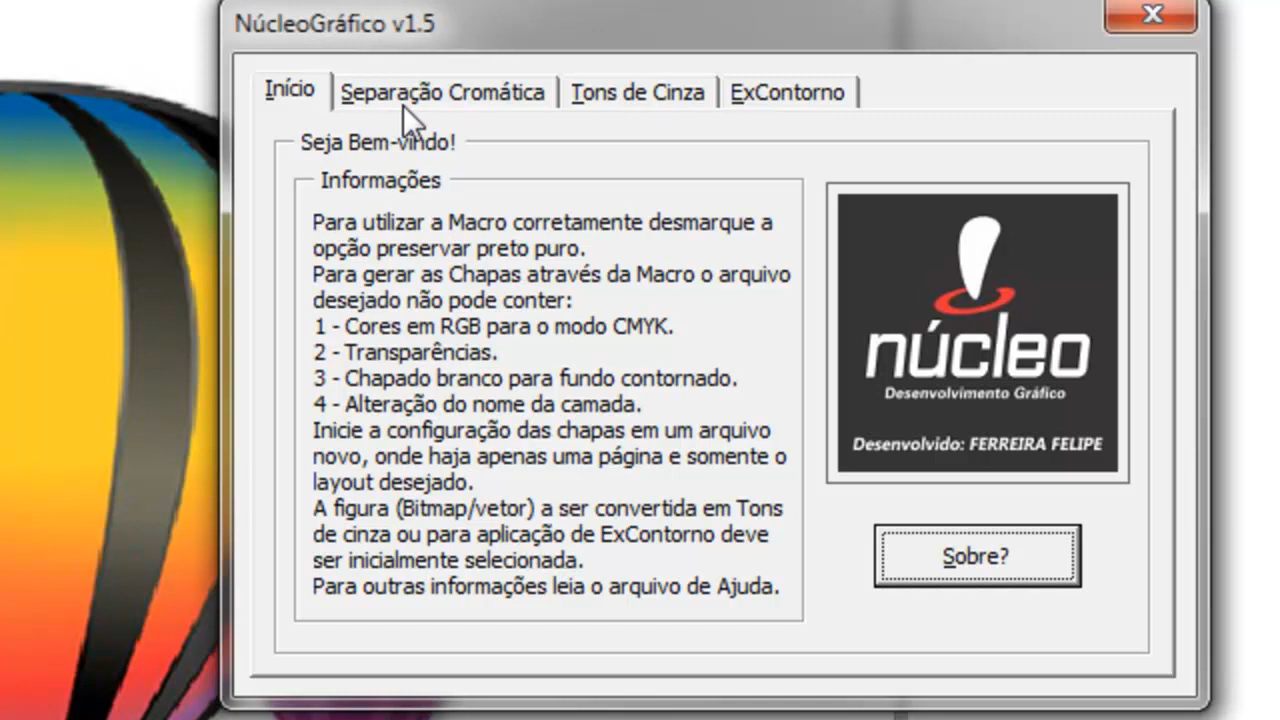 NúcleoGráfico v1.5
Início
Separação Cromática
Tons de Cinza
ExContorno
Seja Bem-vindo!
Informações
Para utilizar a Macro corretamente desmarque a
opção preservar preto puro.
Para gerar as Chapas através da Macro o arquivo
desejado não pode conter:
1 - Cores em RGB para o modo CMYK.
2 - Transparências.
3 - Chapado branco para fundo contornado.
4 - Alteração do nome da camada.
Inicie a configuração das chapas em um arquivo
novo, onde haja apenas uma página e somente o
layout desejado.
A figura (Bitmap/vetor) a ser convertida em Tons
de cinza ou para aplicação de ExContorno deve
ser inicialmente selecionada.
Para outras informações leia o arquivo de Ajuda.
núcleo
Desenvolvimento Gráfico
Desenvolvido: FERREIRA FELIPE
Sobre?